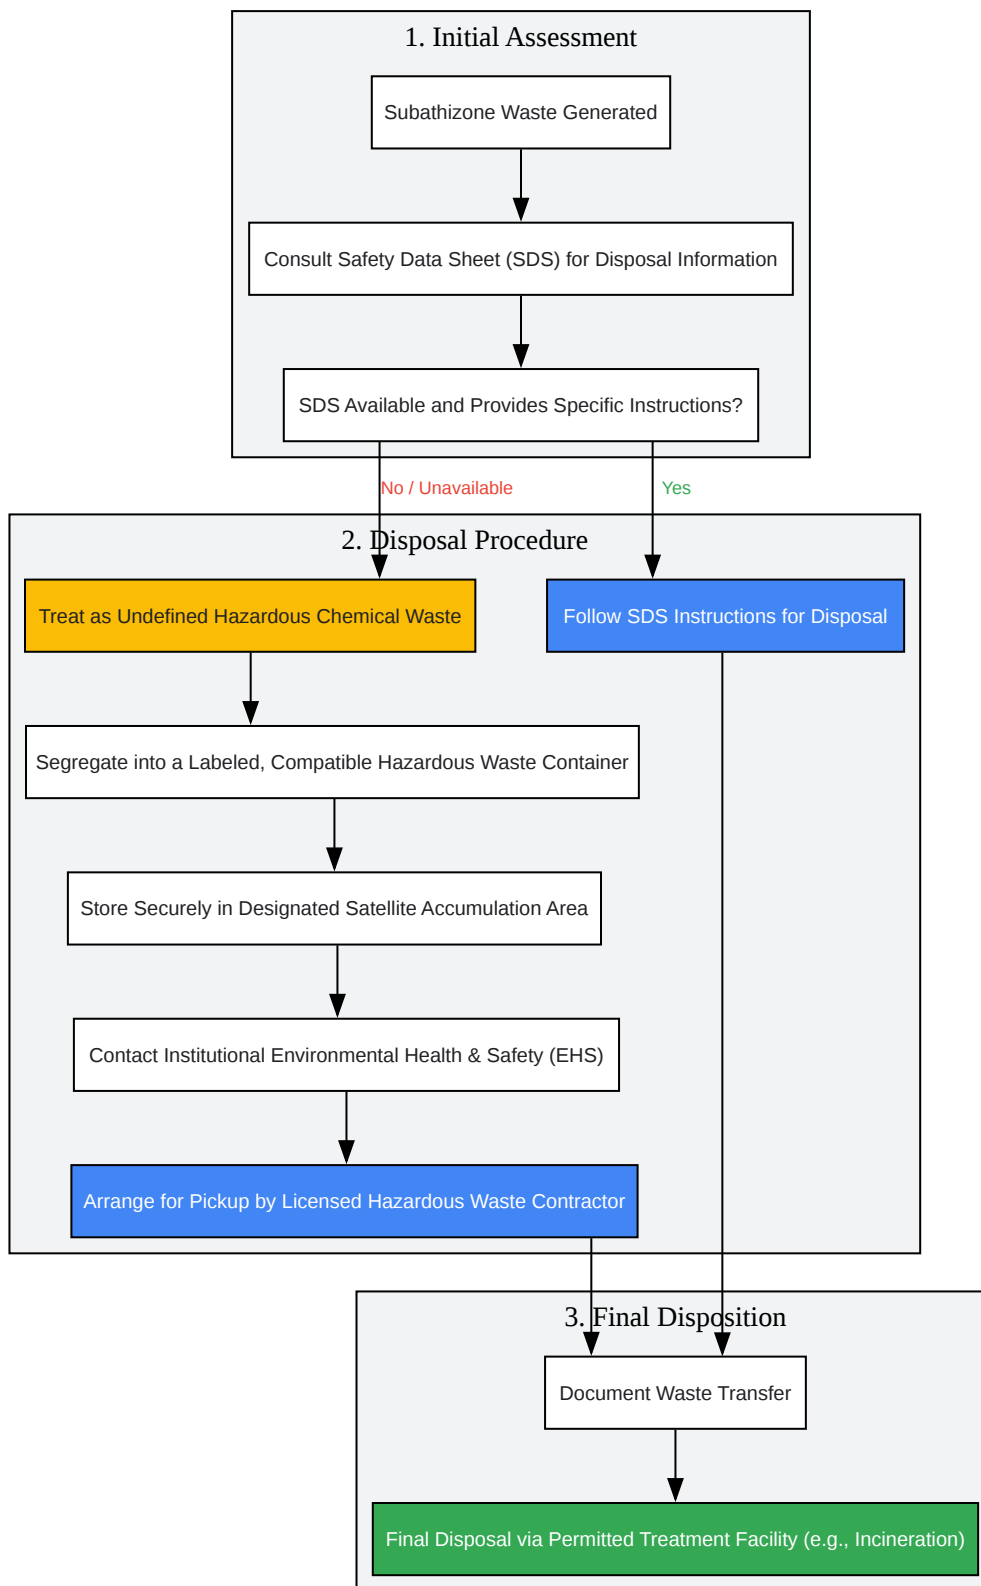 1. Initial Assessment
Subathizone Waste Generated
Consult Safety Data Sheet (SDS) for Disposal Information
SDS Available and Provides Specific Instructions?
No / Unavailable
Yes
2. Disposal Procedure
Treat as Undefined Hazardous Chemical Waste
Follow SDS Instructions for Disposal
Segregate into a Labeled, Compatible Hazardous Waste Container
Store Securely in Designated Satellite Accumulation Area
Contact Institutional Environmental Health & Safety (EHS)
Arrange for Pickup by Licensed Hazardous Waste Contractor
3. Final Disposition
Document Waste Transfer
Final Disposal via Permitted Treatment Facility (e.g., Incineration)